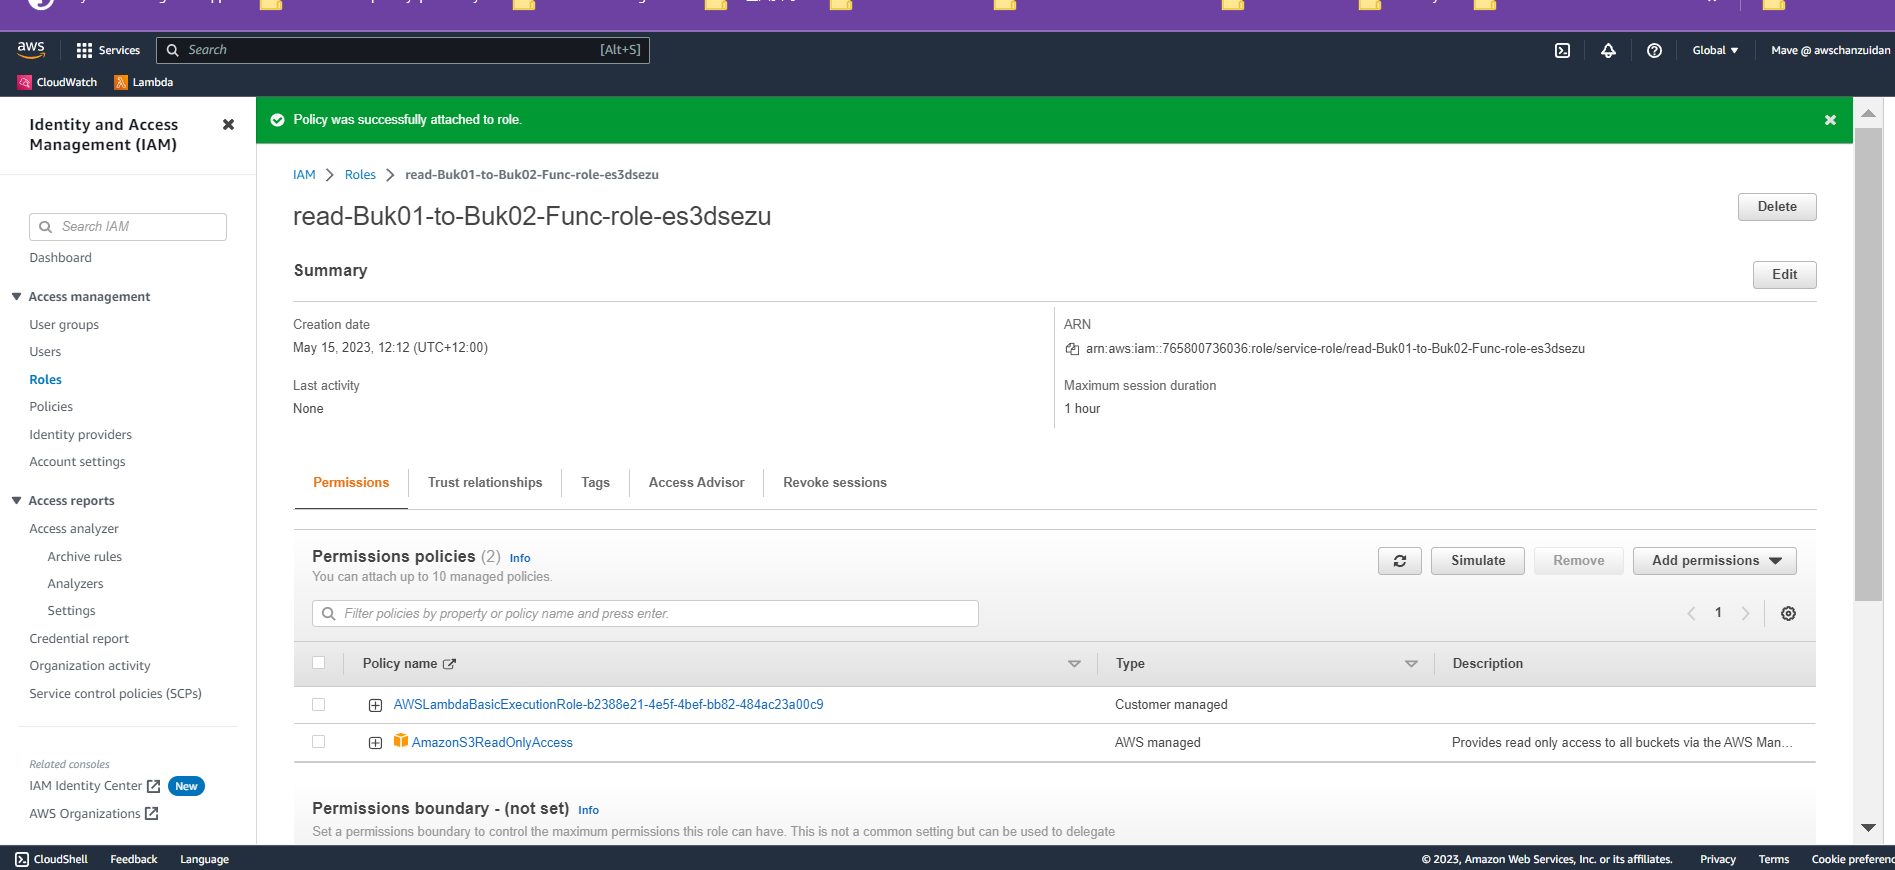 aws
Services
Search
[Alt+S]
Global
Mave @ awschanzuidan
CloudWatch
Lambda
Identity and Access
Management (IAM)
Search IAM
Dashboard
Access management
User groups
Users
Roles
Policies
Identity providers
Account settings
Access reports
Access analyzer
Archive rules
Analyzers
Settings
Credential report
Organization activity
Service control policies (SCPs)
Related consoles
IAM Identity Center
New
AWS Organizations
Policy was successfully attached to role.
IAM
Roles
read-Buk01-to-Buk02-Func-role-es3dsezu
read-Buk01-to-Buk02-Func-role-es3dsezu
Delete
Summary
Edit
Creation date
May 15, 2023, 12:12 (UTC+12:00)
Last activity
None
ARN
arn:aws:iam::765800736036:role/service-role/read-Buk01-to-Buk02-Func-role-es3dsezu
Maximum session duration
1 hour
Permissions
Trust relationships
Tags
Access Advisor
Revoke sessions
Permissions policies (2)
Info
You can attach up to 10 managed policies.
Simulate
Remove
Add permissions
Filter policies by property or policy name and press enter.
1
Policy name
Type
Description
AWSLambdaBasicExecutionRole-b2388e21-4e5f-4bef-bb82-484ac23a00c9
Customer managed
AmazonS3ReadOnlyAccess
AWS managed
Provides read only access to all buckets via the AWS Man...
Permissions boundary - (not set)
Info
Set a permissions boundary to control the maximum permissions this role can have. This is not a common setting but can be used to delegate
CloudShell
Feedback
Language
© 2023, Amazon Web Services, Inc. or its affiliates.
Privacy
Terms
Cookie preferenc